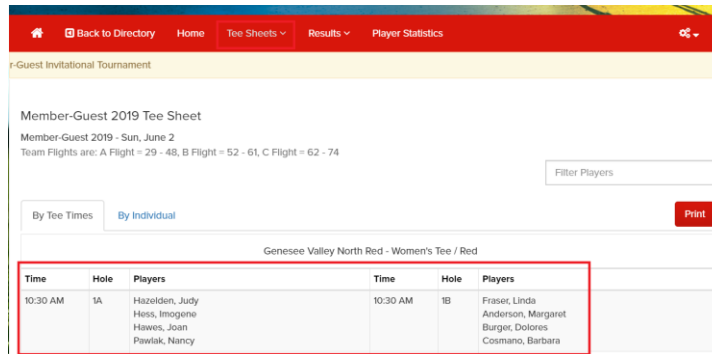 Back to Directory Home Tee Sheets Results Player Statistics
r-Guest Invitational Tournament
Member-Guest 2019 Tee Sheet
Member-Guest 2019 - Sun, June 2
Team Flights are: A Flight = 29 - 48, B Flight = 52 - 61, C Flight = 62 - 74
Filter Players
By Tee Times By Individual Print
Genesee Valley North Red - Women's Tee / Red
Time Hole Players Time Hole Players
10:30 AM 1A Hazelden, Judy 10:30 AM 1B Fraser, Linda
Hess, Imogene Anderson, Margaret
Hawes, Joan Burger, Dolores
Pawlak, Nancy Cosmano, Barbara